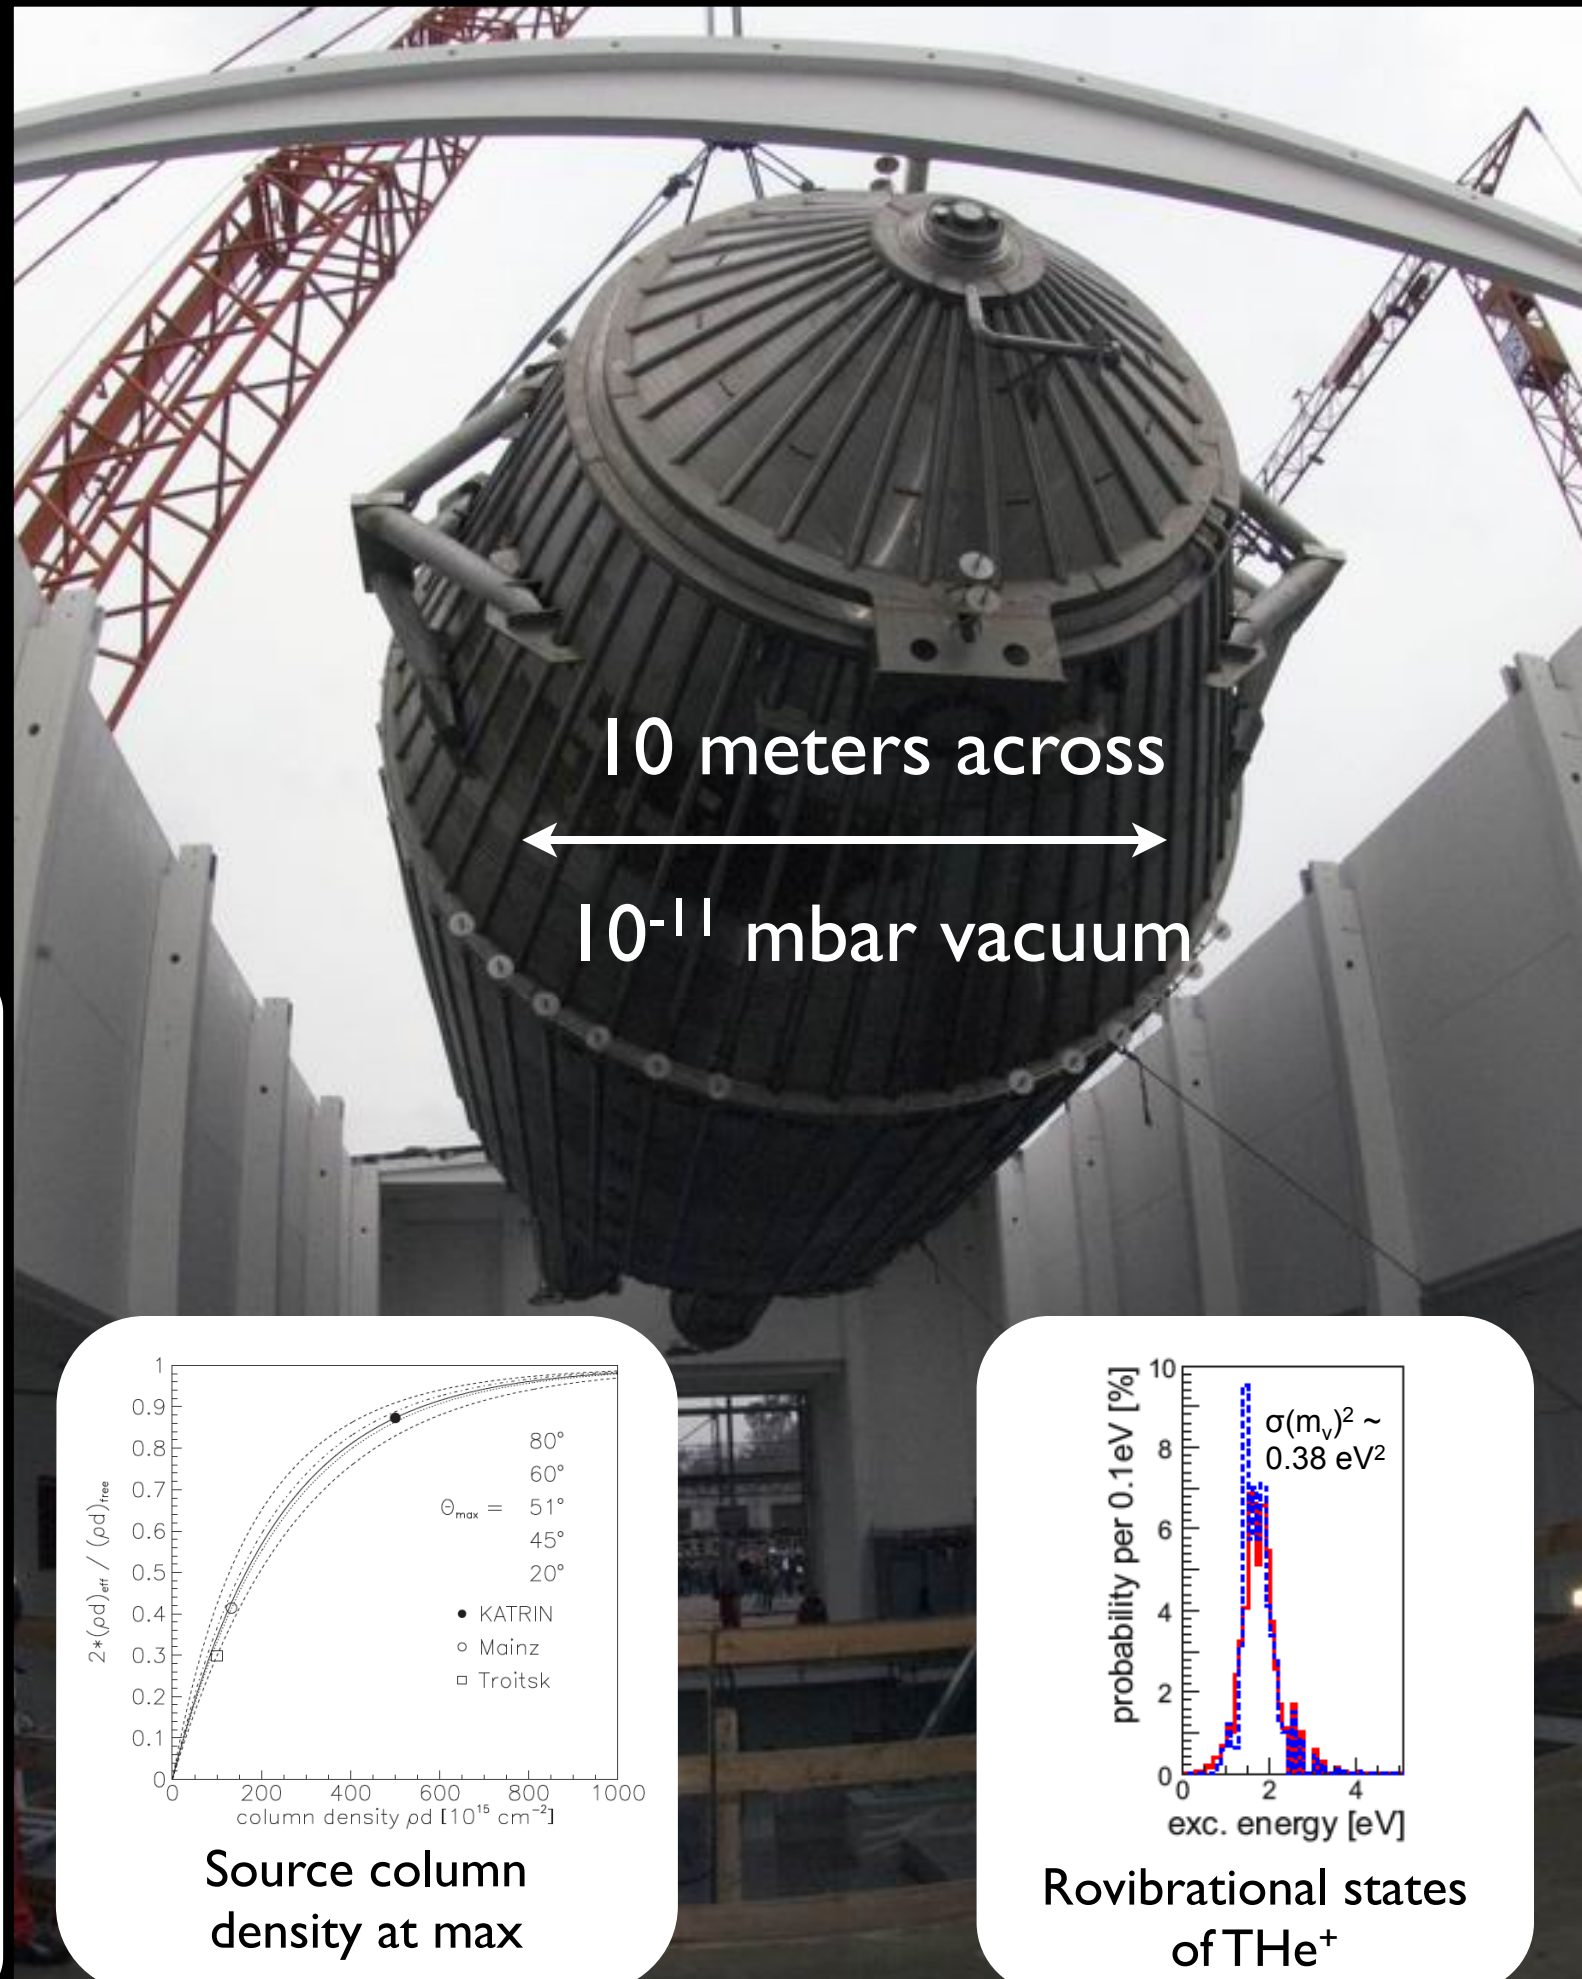 10 meters across
10⁻¹¹ mbar vacuum
1
0.9
0.8
0.7
0.6
0.5
0.4
0.3
0.2
0.1
0
2*(ρd)eff / (ρd)free
80°
60°
Θmax = 51°
45°
20°
● KATRIN
○ Mainz
□ Troitsk
0 200 400 600 800 1000
column density ρd [10¹⁵ cm⁻²]
Source column
density at max
10
8
6
4
2
0
probability per 0.1eV [%]
σ(mᵥ)² ~
0.38 eV²
0 2 4
exc. energy [eV]
Rovibrational states
of THe⁺